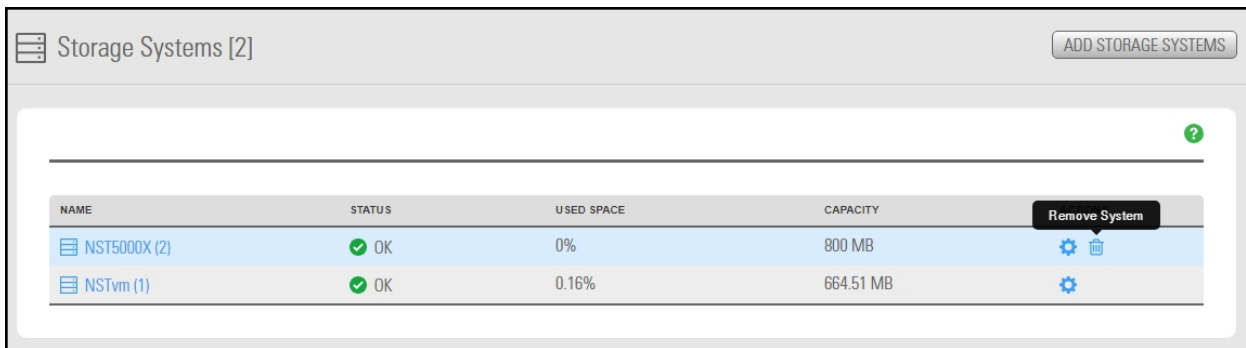 Storage Systems [2]
ADD STORAGE SYSTEMS
?
NAME STATUS USED SPACE CAPACITY
Remove System
NST5000X (2) OK 0% 800 MB
NSTvm (1) OK 0.16% 664.51 MB